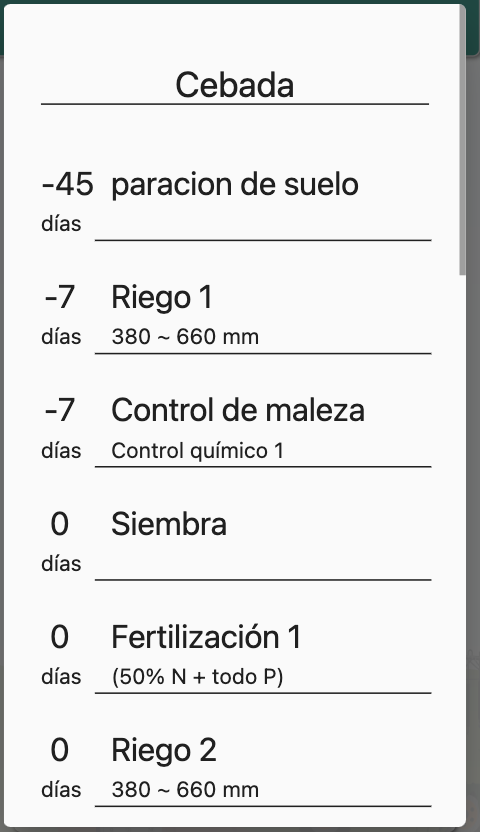 Cebada
-45 paracion de suelo
días
-7 Riego 1
días 380 ~ 660 mm
-7 Control de maleza
días Control químico 1
0 Siembra
días
0 Fertilización 1
días (50% N + todo P)
0 Riego 2
días 380 ~ 660 mm